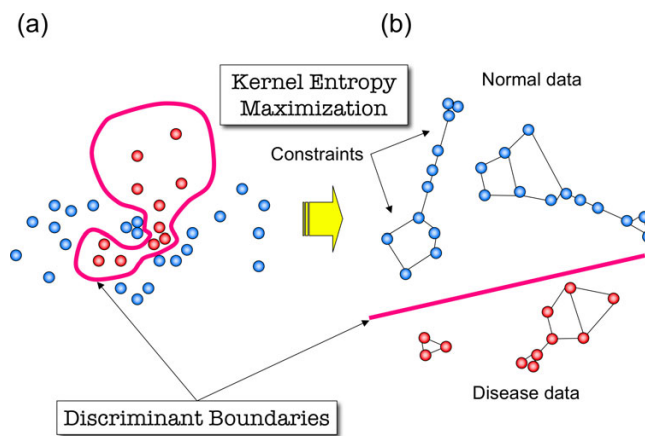 (a)
(b)
Kernel Entropy
Maximization
Normal data
Constraints
Disease data
Discriminant Boundaries